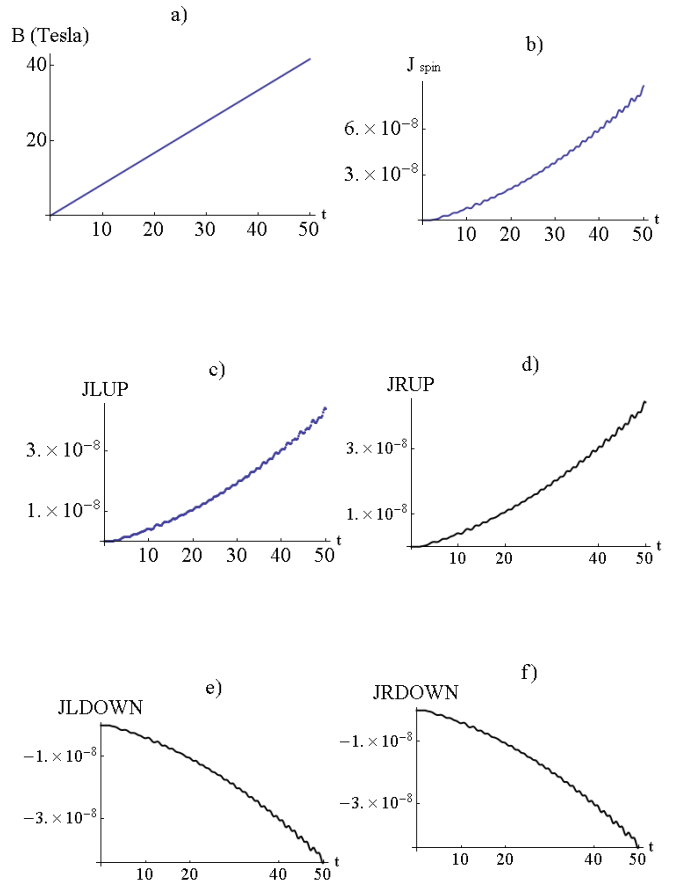 a)
B (Tesla)
40
20
10 20 30 40 50 t
b)
J spin
6.×10⁻⁸
3.×10⁻⁸
10 20 30 40 50 t
c)
JLUP
3.×10⁻⁸
1.×10⁻⁸
10 20 30 40 50 t
d)
JRUP
3.×10⁻⁸
1.×10⁻⁸
10 20 40 50 t
e)
JLDOWN
−1.×10⁻⁸
−3.×10⁻⁸
10 20 40 50 t
f)
JRDOWN
−1.×10⁻⁸
−3.×10⁻⁸
10 20 40 50 t